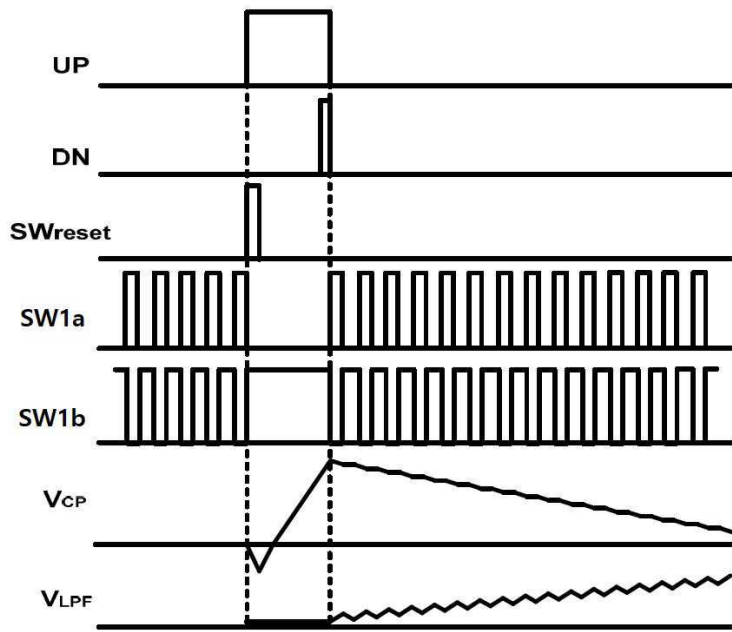 UP
DN
SWreset
SW1a
SW1b
VCP
VLPF